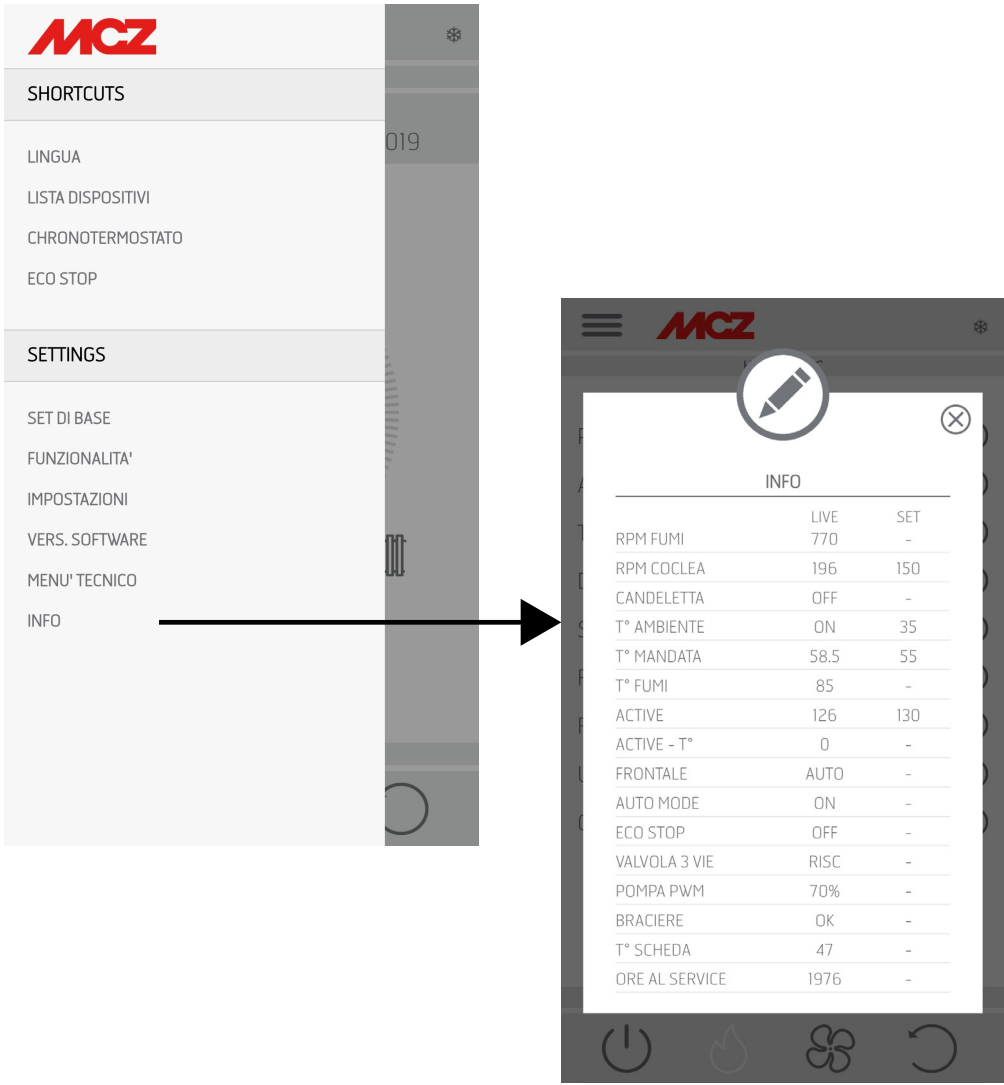 MCZ
SHORTCUTS
019
LINGUA
LISTA DISPOSITIVI
CHRONOTERMOSTATO
ECO STOP
SETTINGS
SET DI BASE
FUNZIONALITA'
IMPOSTAZIONI
VERS. SOFTWARE
MENU' TECNICO
INFO
MCZ
INFO
LIVE SET
RPM FUMI 770 -
RPM COCLEA 196 150
CANDELETTA OFF -
T° AMBIENTE ON 35
T° MANDATA 58.5 55
T° FUMI 85 -
ACTIVE 126 130
ACTIVE - T° 0 -
FRONTALE AUTO -
AUTO MODE ON -
ECO STOP OFF -
VALVOLA 3 VIE RISC -
POMPA PWM 70% -
BRACIERE OK -
T° SCHEDA 47 -
ORE AL SERVICE 1976 -